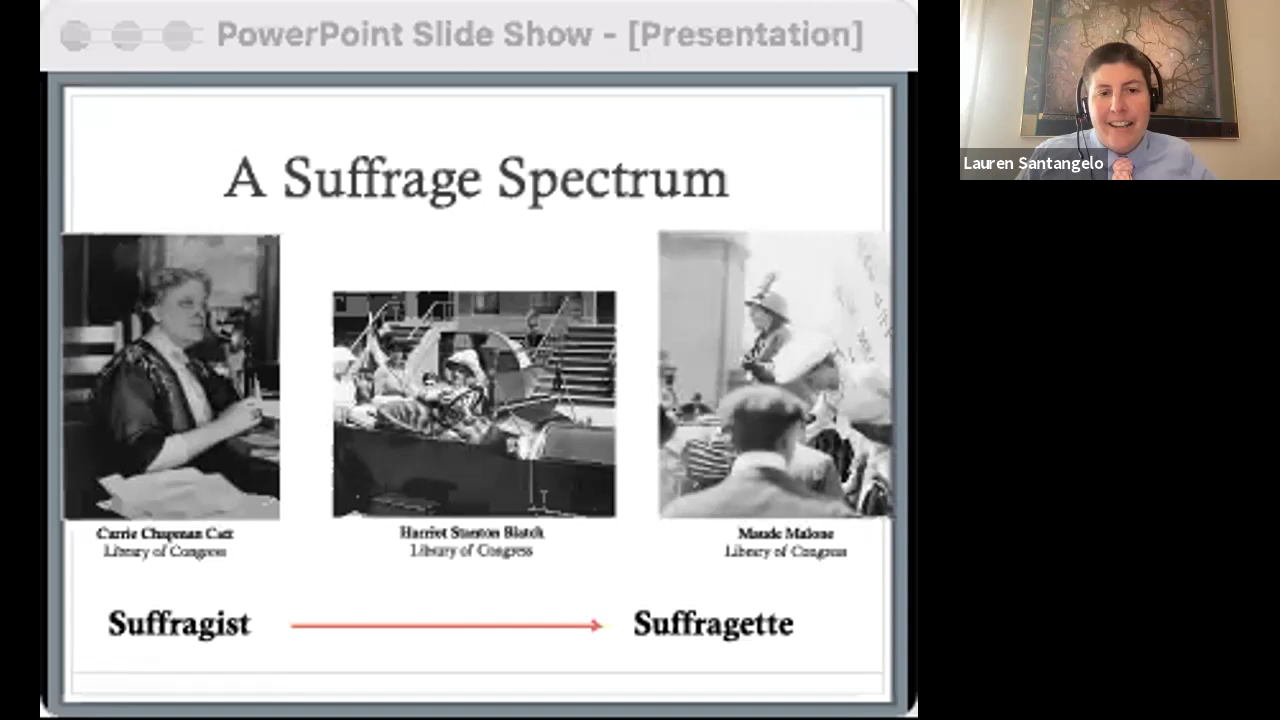 PowerPoint Slide Show - [Presentation]
A Suffrage Spectrum
Carrie Chapman Catt
Library of Congress
Harriot Stanton Blatch
Library of Congress
Maude Malone
Library of Congress
Suffragist
Suffragette
Lauren Santangelo